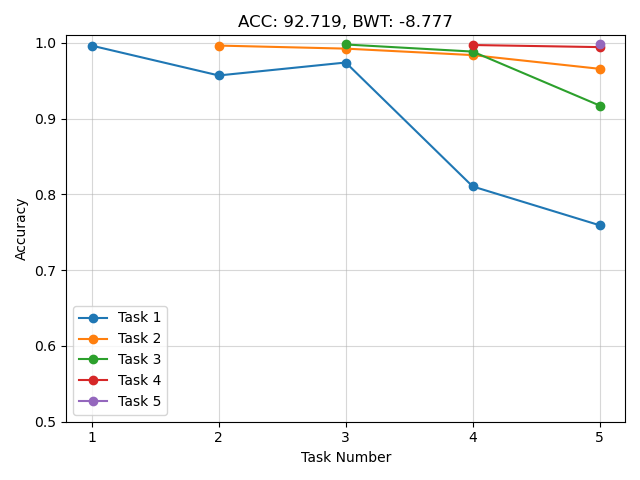 ACC: 92.719, BWT: -8.777
1.0
0.9
0.8
0.7
0.6
0.5
Accuracy
Task 1
Task 2
Task 3
Task 4
Task 5
1 2 3 4 5
Task Number